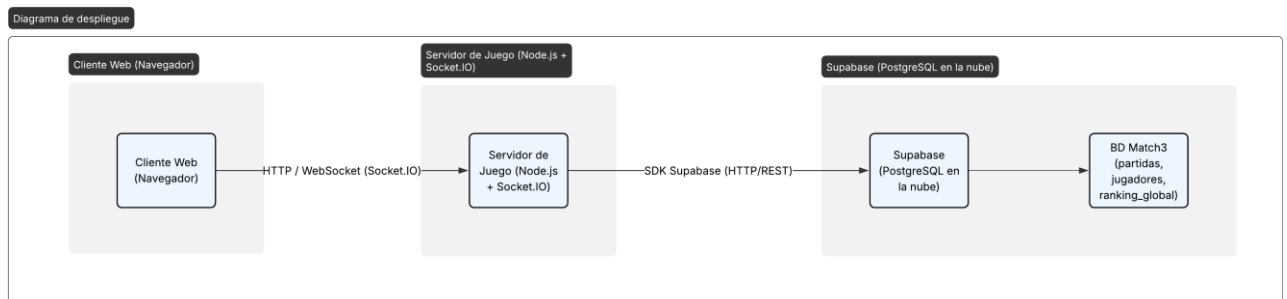 Diagrama de despliegue
Cliente Web (Navegador)
Servidor de Juego (Node.js +
Socket.IO)
Supabase (PostgreSQL en la nube)
Cliente Web
(Navegador)
HTTP / WebSocket (Socket.IO)
Servidor de
Juego (Node.js
+ Socket.IO)
SDK Supabase (HTTP/REST)
Supabase
(PostgreSQL en
la nube)
BD Match3
(partidas,
jugadores,
ranking_global)